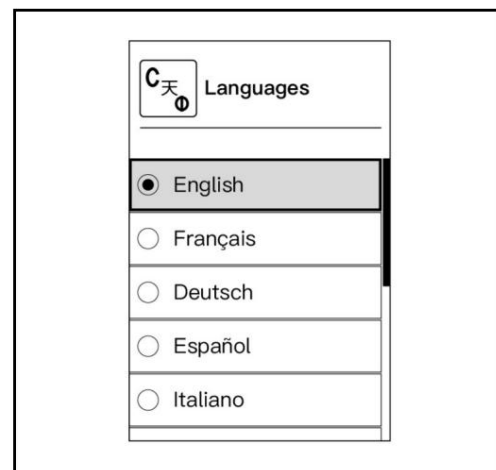 C天Φ
Languages
English
Français
Deutsch
Español
Italiano